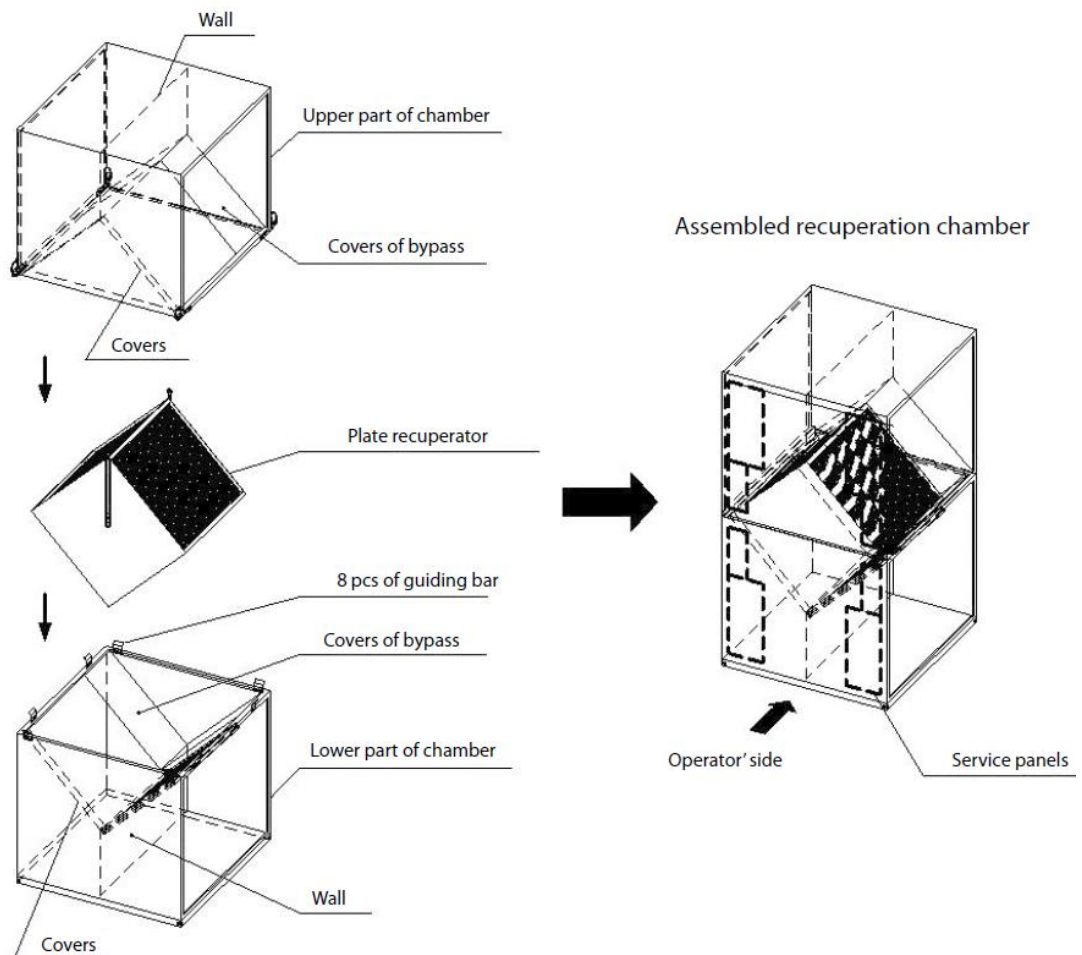 Wall
Upper part of chamber
Covers of bypass
Covers
Plate recuperator
8 pcs of guiding bar
Covers of bypass
Lower part of chamber
Wall
Covers
Assembled recuperation chamber
Operator' side
Service panels